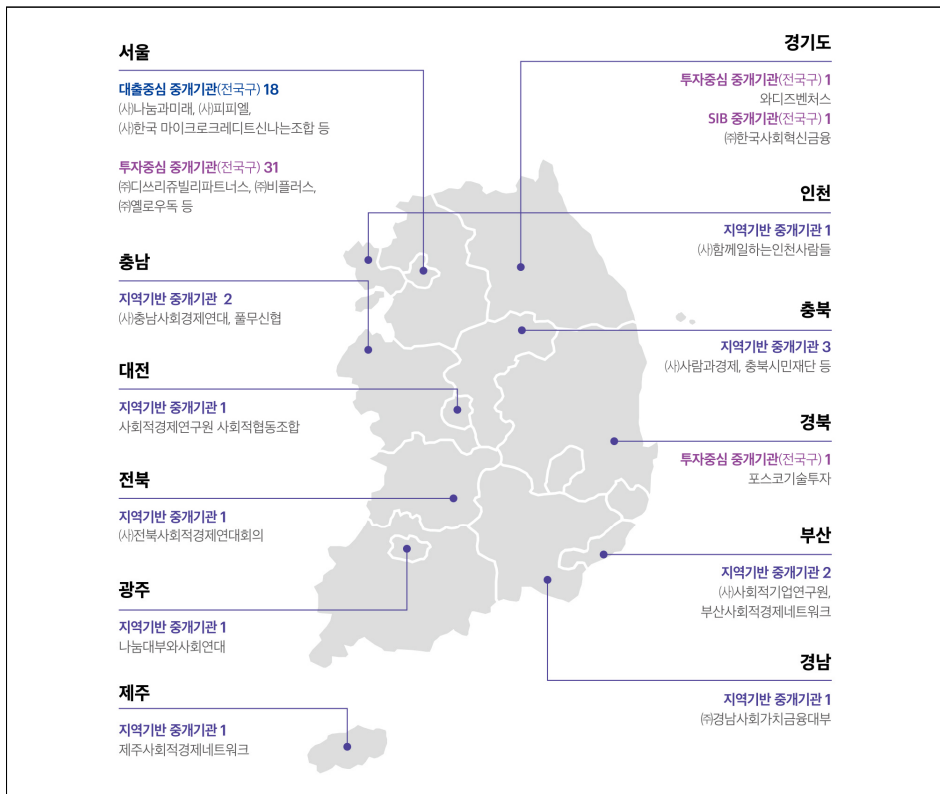 서울
대출중심 중개기관(전국구) 18
(사)나눔과미래, (사)피피엘,
(사)한국 마이크로크레디트신나는조합 등
투자중심 중개기관(전국구) 31
㈜디쓰리쥬빌리파트너스, ㈜비플러스,
㈜옐로우독 등
충남
지역기반 중개기관 2
(사)충남사회경제연대, 풀무신협
대전
지역기반 중개기관 1
사회적경제연구원 사회적협동조합
전북
지역기반 중개기관 1
(사)전북사회적경제연대회의
광주
지역기반 중개기관 1
나눔대부와사회연대
제주
지역기반 중개기관 1
제주사회적경제네트워크
경기도
투자중심 중개기관(전국구) 1
와디즈벤처스
SIB 중개기관(전국구) 1
㈜한국사회혁신금융
인천
지역기반 중개기관 1
(사)함께일하는인천사람들
충북
지역기반 중개기관 3
(사)사람과경제, 충북시민재단 등
경북
투자중심 중개기관(전국구) 1
포스코기술투자
부산
지역기반 중개기관 2
(사)사회적기업연구원,
부산사회적경제네트워크
경남
지역기반 중개기관 1
㈜경남사회가치금융대부